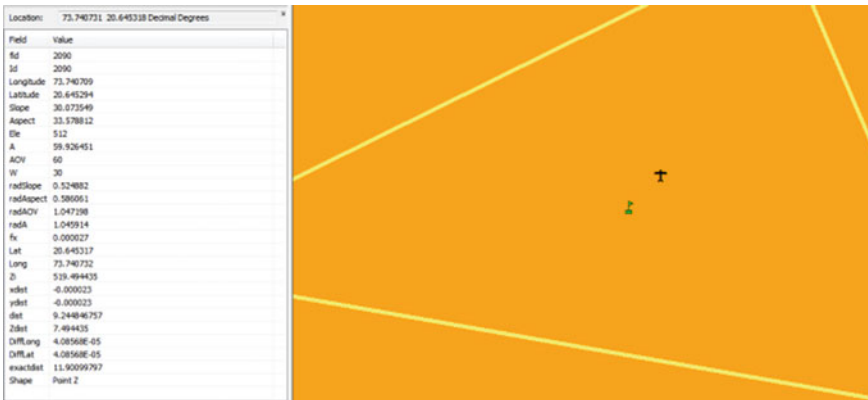 Location: 73.740731 20.645318 Decimal Degrees
Field Value
fid 2090
Id 2090
Longitude 73.740709
Latitude 20.645294
Slope 30.073549
Aspect 33.578812
Ele 512
A 59.926451
AOV 60
W 30
radSlope 0.524882
radAspect 0.586061
radAOV 1.047198
radA 1.045914
fx 0.000027
Lat 20.645317
Long 73.740732
Zi 519.494435
xdist -0.000023
ydist -0.000023
dist 9.244846757
Zdist 7.494435
DiffLong 4.08568E-05
DiffLat 4.08568E-05
exactdist 11.90099797
Shape Point Z